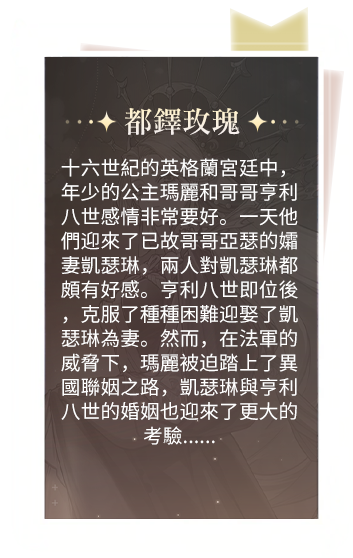 都鐸玫瑰
十六世紀的英格蘭宮廷中，
年少的公主瑪麗和哥哥亨利
八世感情非常要好。一天他
們迎來了已故哥哥亞瑟的孀
妻凱瑟琳，兩人對凱瑟琳都
頗有好感。亨利八世即位後
，克服了種種困難迎娶了凱
瑟琳為妻。然而，在法軍的
威脅下，瑪麗被迫踏上了異
國聯姻之路，凱瑟琳與亨利
八世的婚姻也迎來了更大的
考驗......